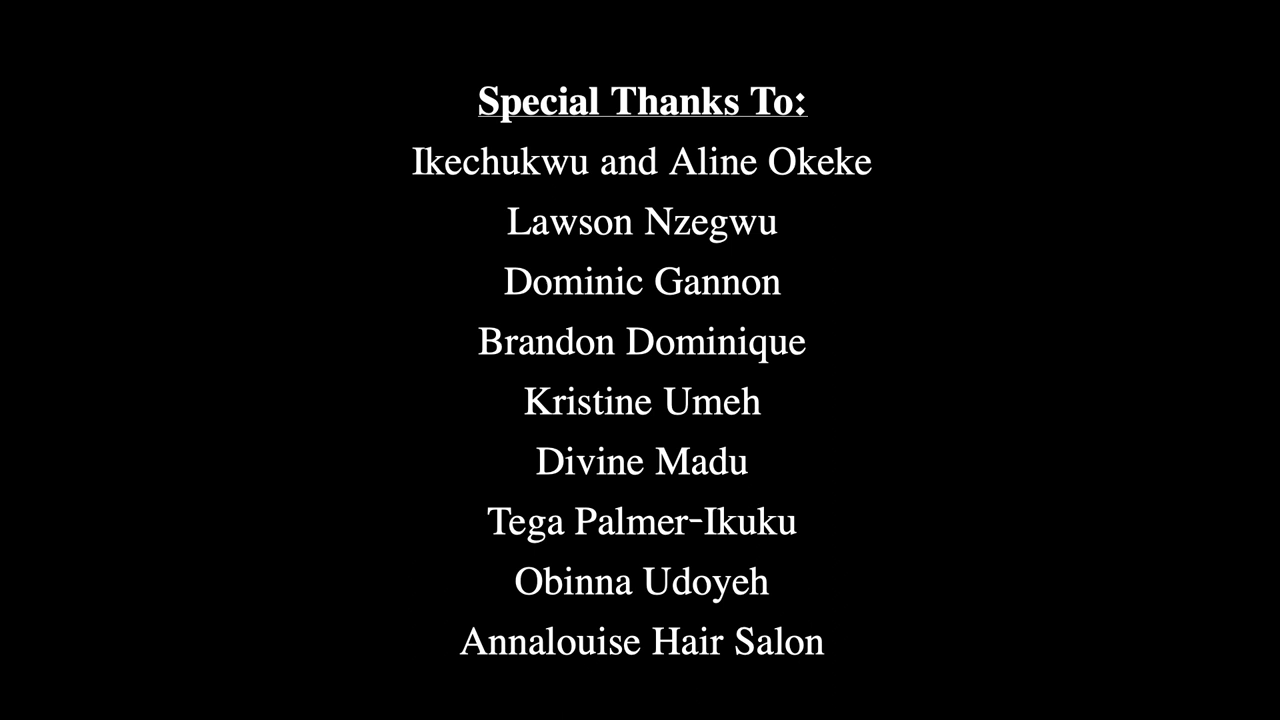 Special Thanks To:
Ikechukwu and Aline Okeke
Lawson Nzegwu
Dominic Gannon
Brandon Dominique
Kristine Umeh
Divine Madu
Tega Palmer-Ikuku
Obinna Udoyeh
Annalouise Hair Salon